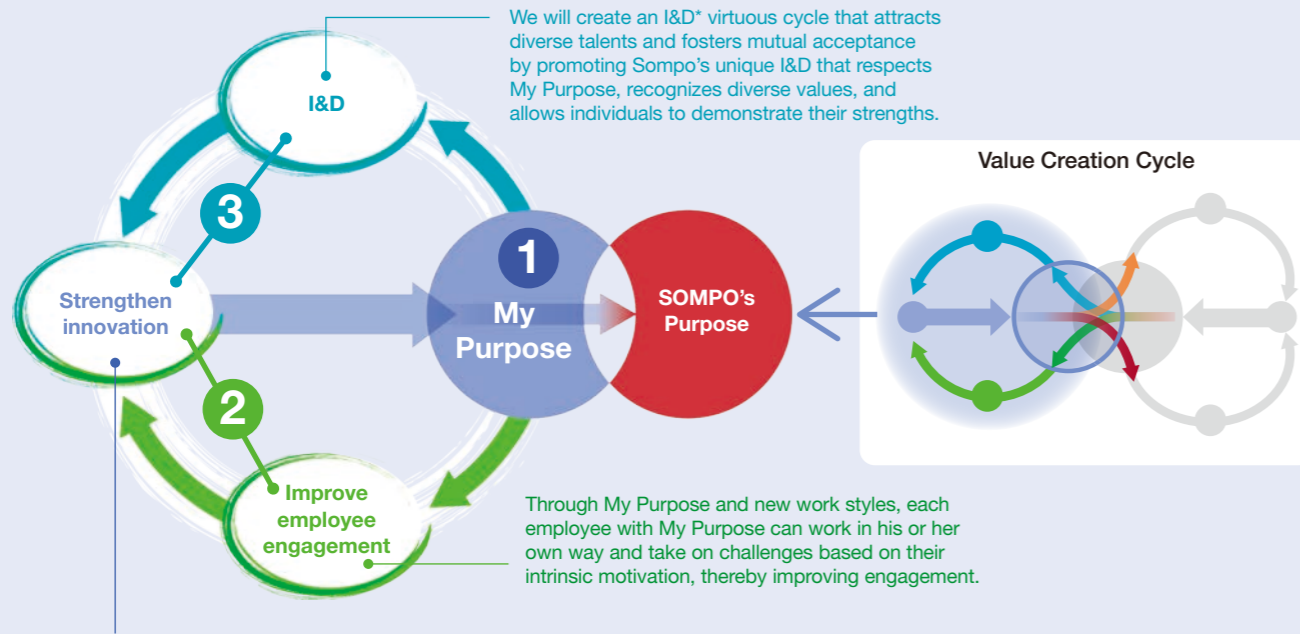 We will create an I&D* virtuous cycle that attracts
diverse talents and fosters mutual acceptance
by promoting Sompo's unique I&D that respects
My Purpose, recognizes diverse values, and
allows individuals to demonstrate their strengths.
I&D
3
Value Creation Cycle
1
My
Purpose
SOMPO's
Purpose
Strengthen
innovation
2
Improve
employee
engagement
Through My Purpose and new work styles, each
employee with My Purpose can work in his or her
own way and take on challenges based on their
intrinsic motivation, thereby improving engagement.